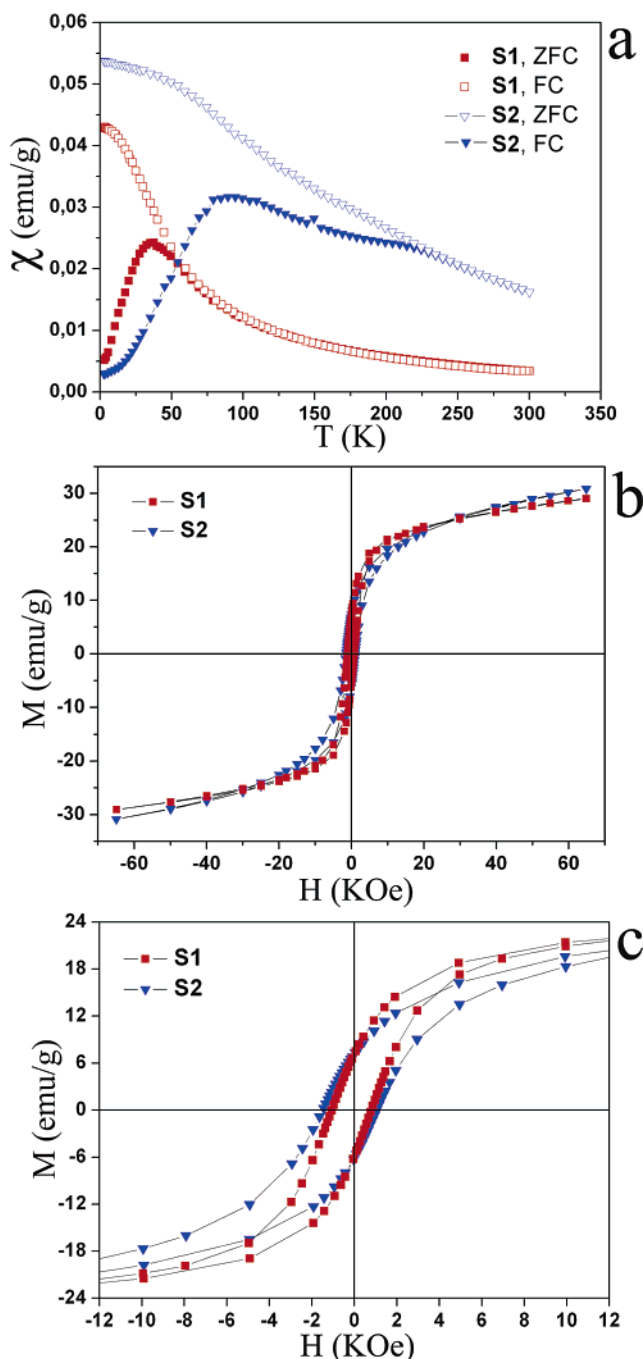 a
0,06
0,05
0,04
0,03
0,02
0,01
0,00
χ (emu/g)
S1, ZFC
S1, FC
S2, ZFC
S2, FC
0 50 100 150 200 250 300 350
T (K)
b
30
20
10
0
-10
-20
-30
M (emu/g)
S1
S2
-60 -40 -20 0 20 40 60
H (KOe)
c
24
18
12
6
0
-6
-12
-18
-24
M (emu/g)
S1
S2
-12 -10 -8 -6 -4 -2 0 2 4 6 8 10 12
H (KOe)